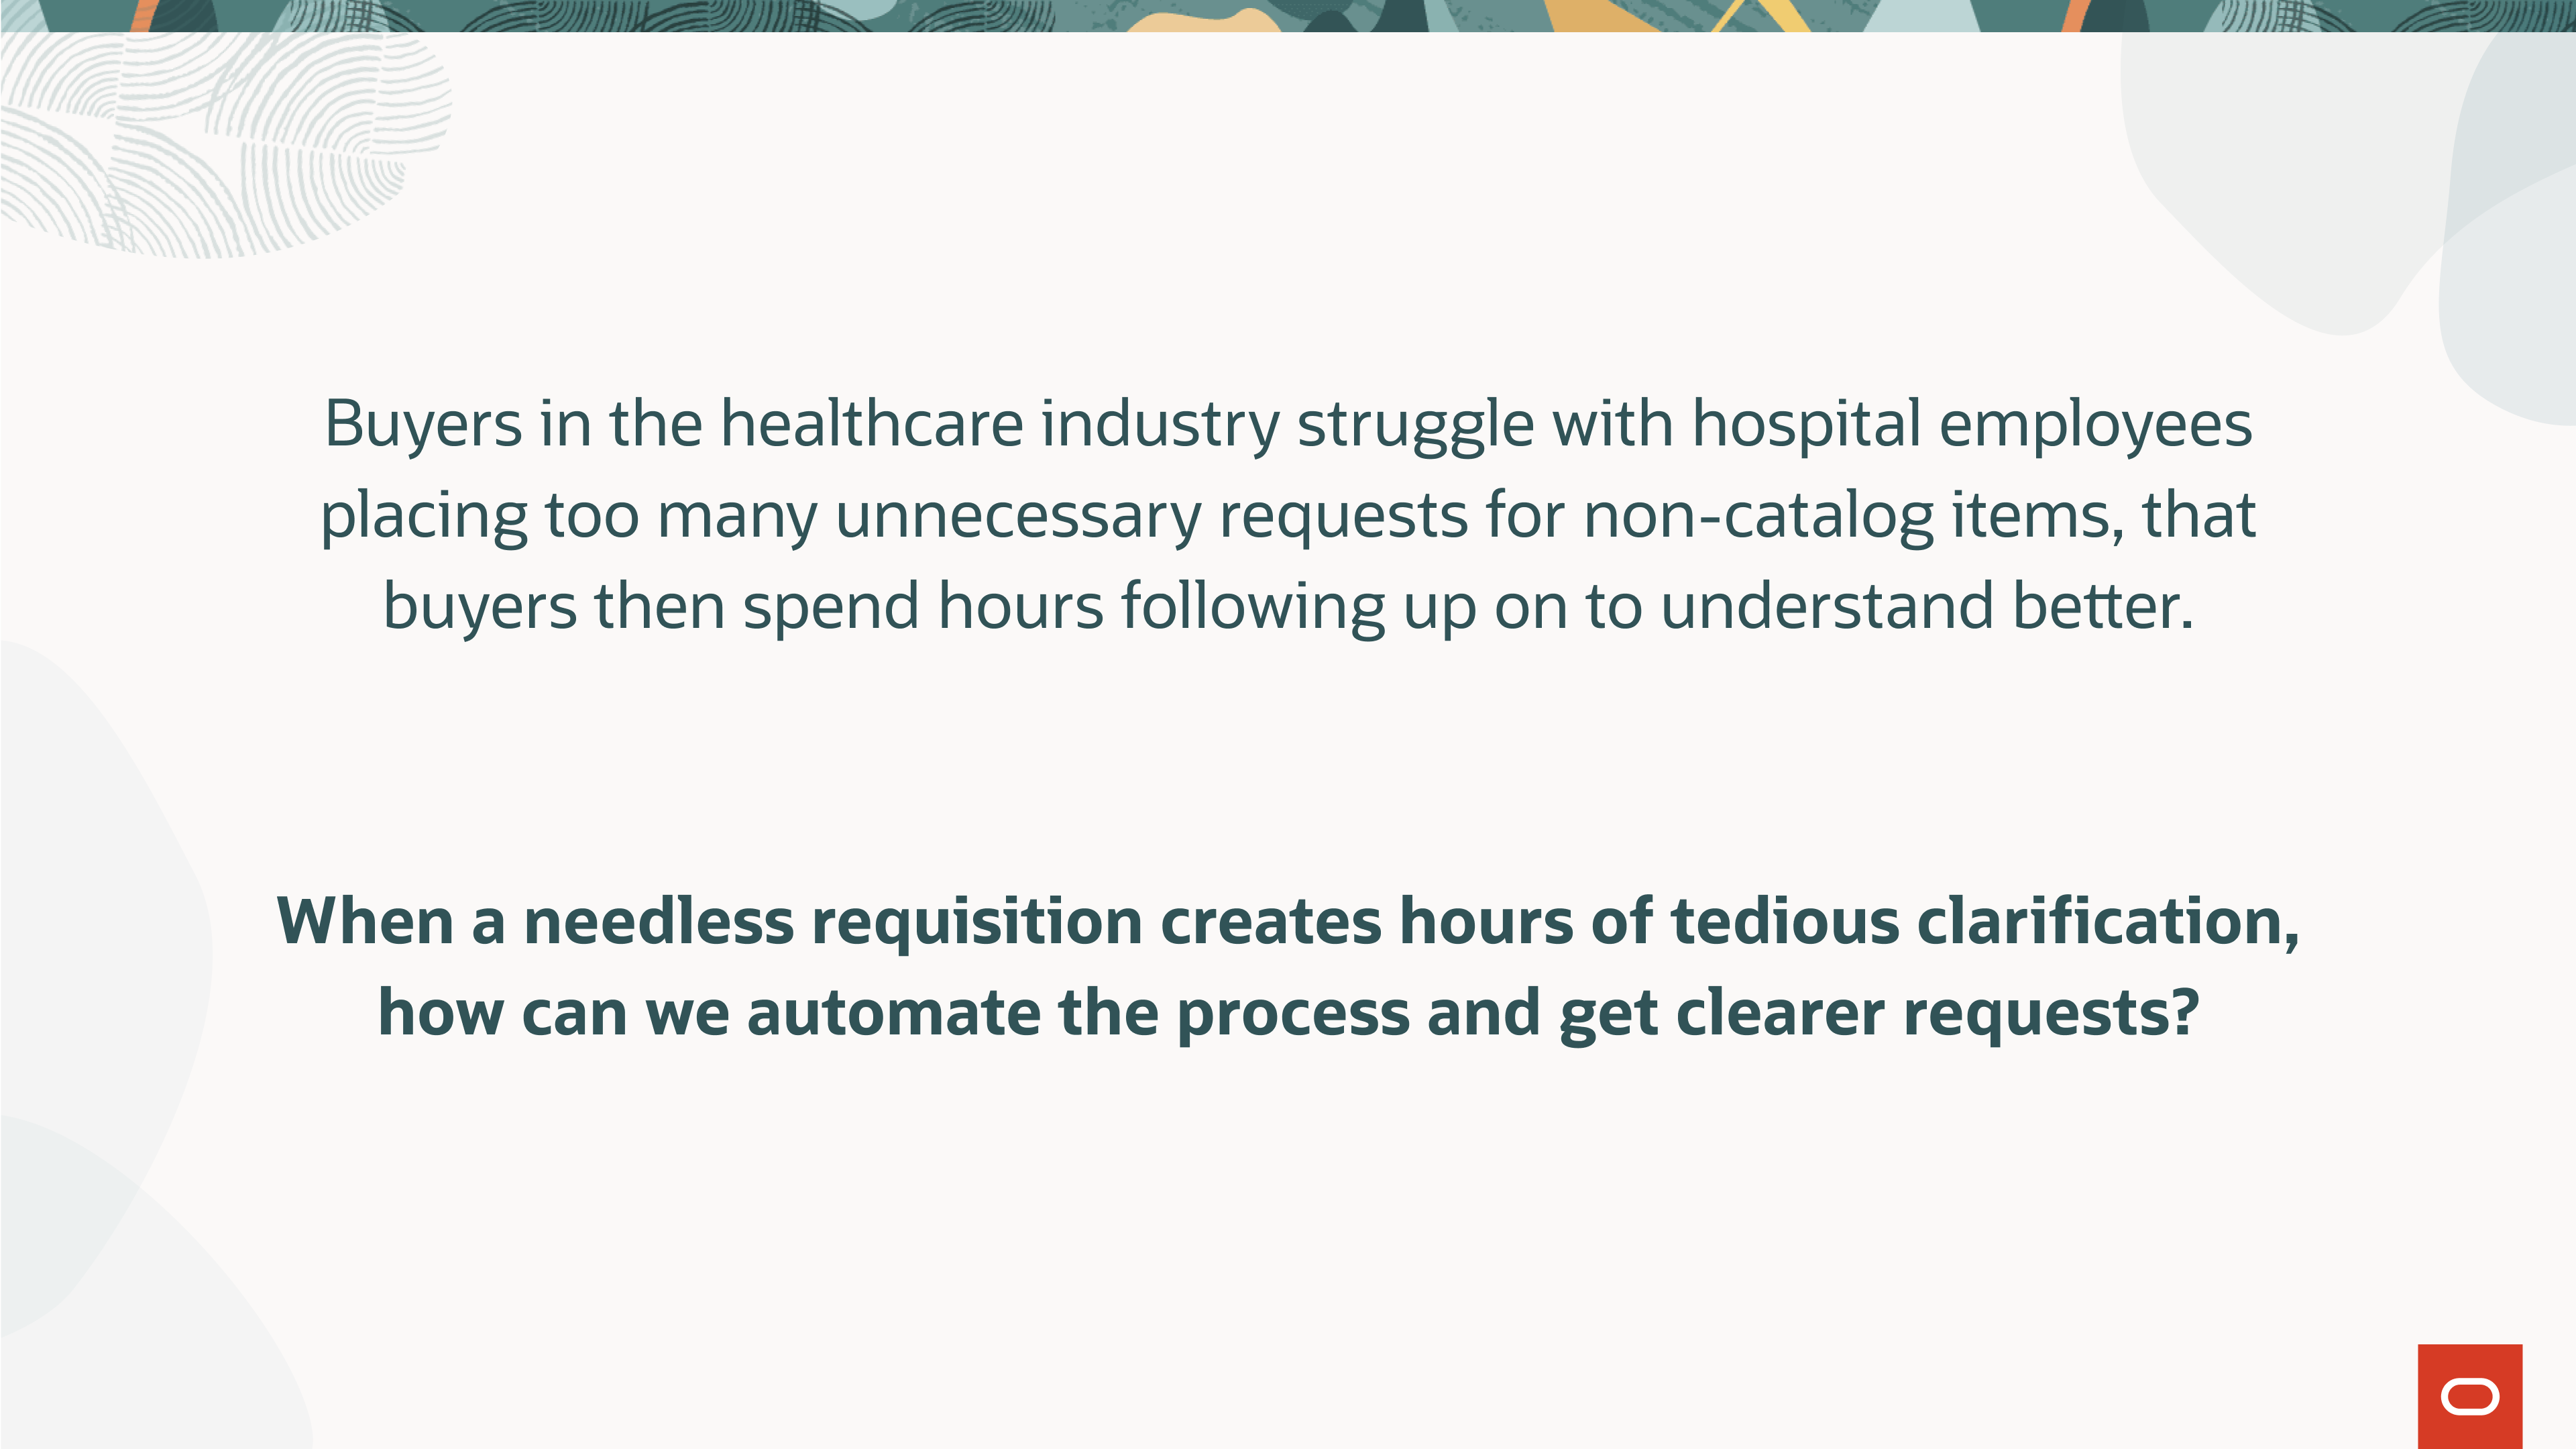 Buyers in the healthcare industry struggle with hospital employees
placing too many unnecessary requests for non-catalog items, that
buyers then spend hours following up on to understand better.
When a needless requisition creates hours of tedious clarification,
how can we automate the process and get clearer requests?